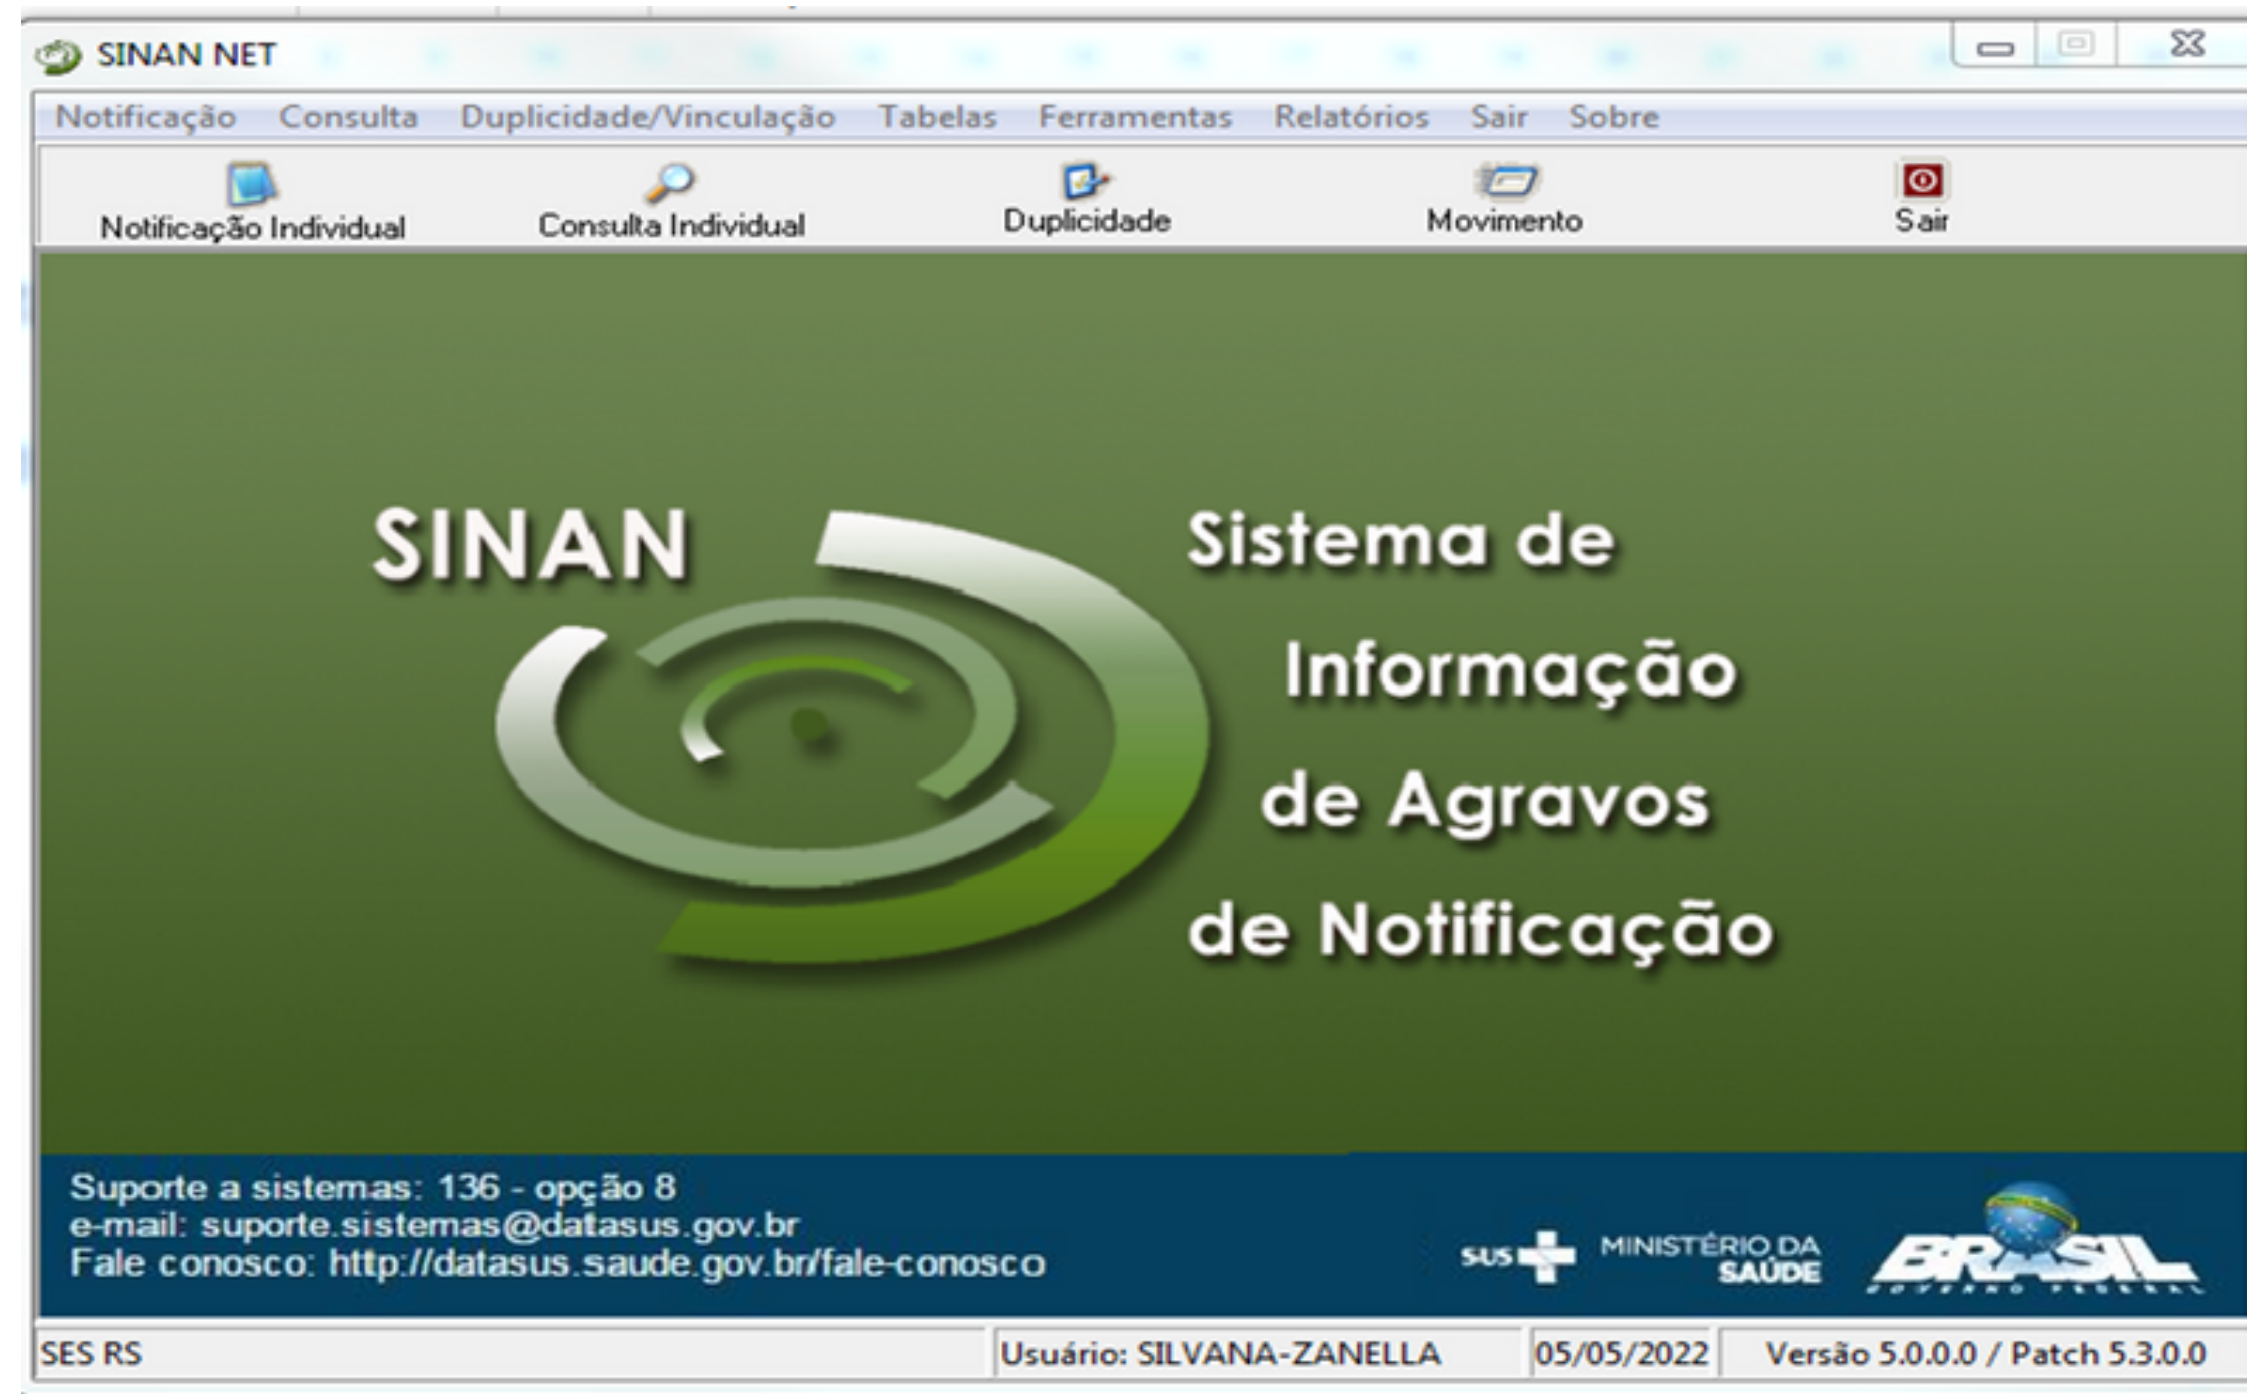 SINAN NET
Notificação Consulta Duplicidade/Vinculação Tabelas Ferramentas Relatórios Sair Sobre
Notificação Individual Consulta Individual Duplicidade Movimento Sair
SINAN
Sistema de
Informação
de Agravos
de Notificação
Suporte a sistemas: 136 - opção 8
e-mail: suporte.sistemas@datasus.gov.br
Fale conosco: http://datasus.saude.gov.br/fale-conosco
SUS
MINISTÉRIO DA
SAÚDE
BRASIL
GOVERNO FEDERAL
SES RS Usuário: SILVANA-ZANELLA 05/05/2022 Versão 5.0.0.0 / Patch 5.3.0.0